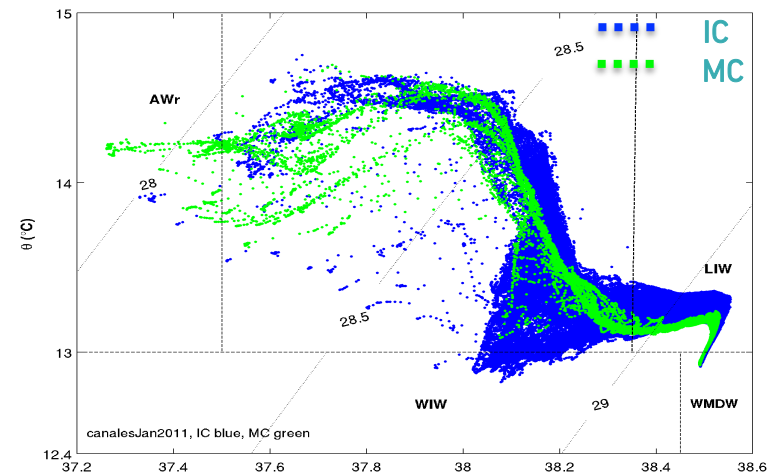 15
28.5
IC
MC
AWr
14
28
θ (°C)
LIW
28.5
13
29
WIW
WMDW
canalesJan2011, IC blue, MC green
12.4
37.2 37.4 37.6 37.8 38 38.2 38.4 38.6